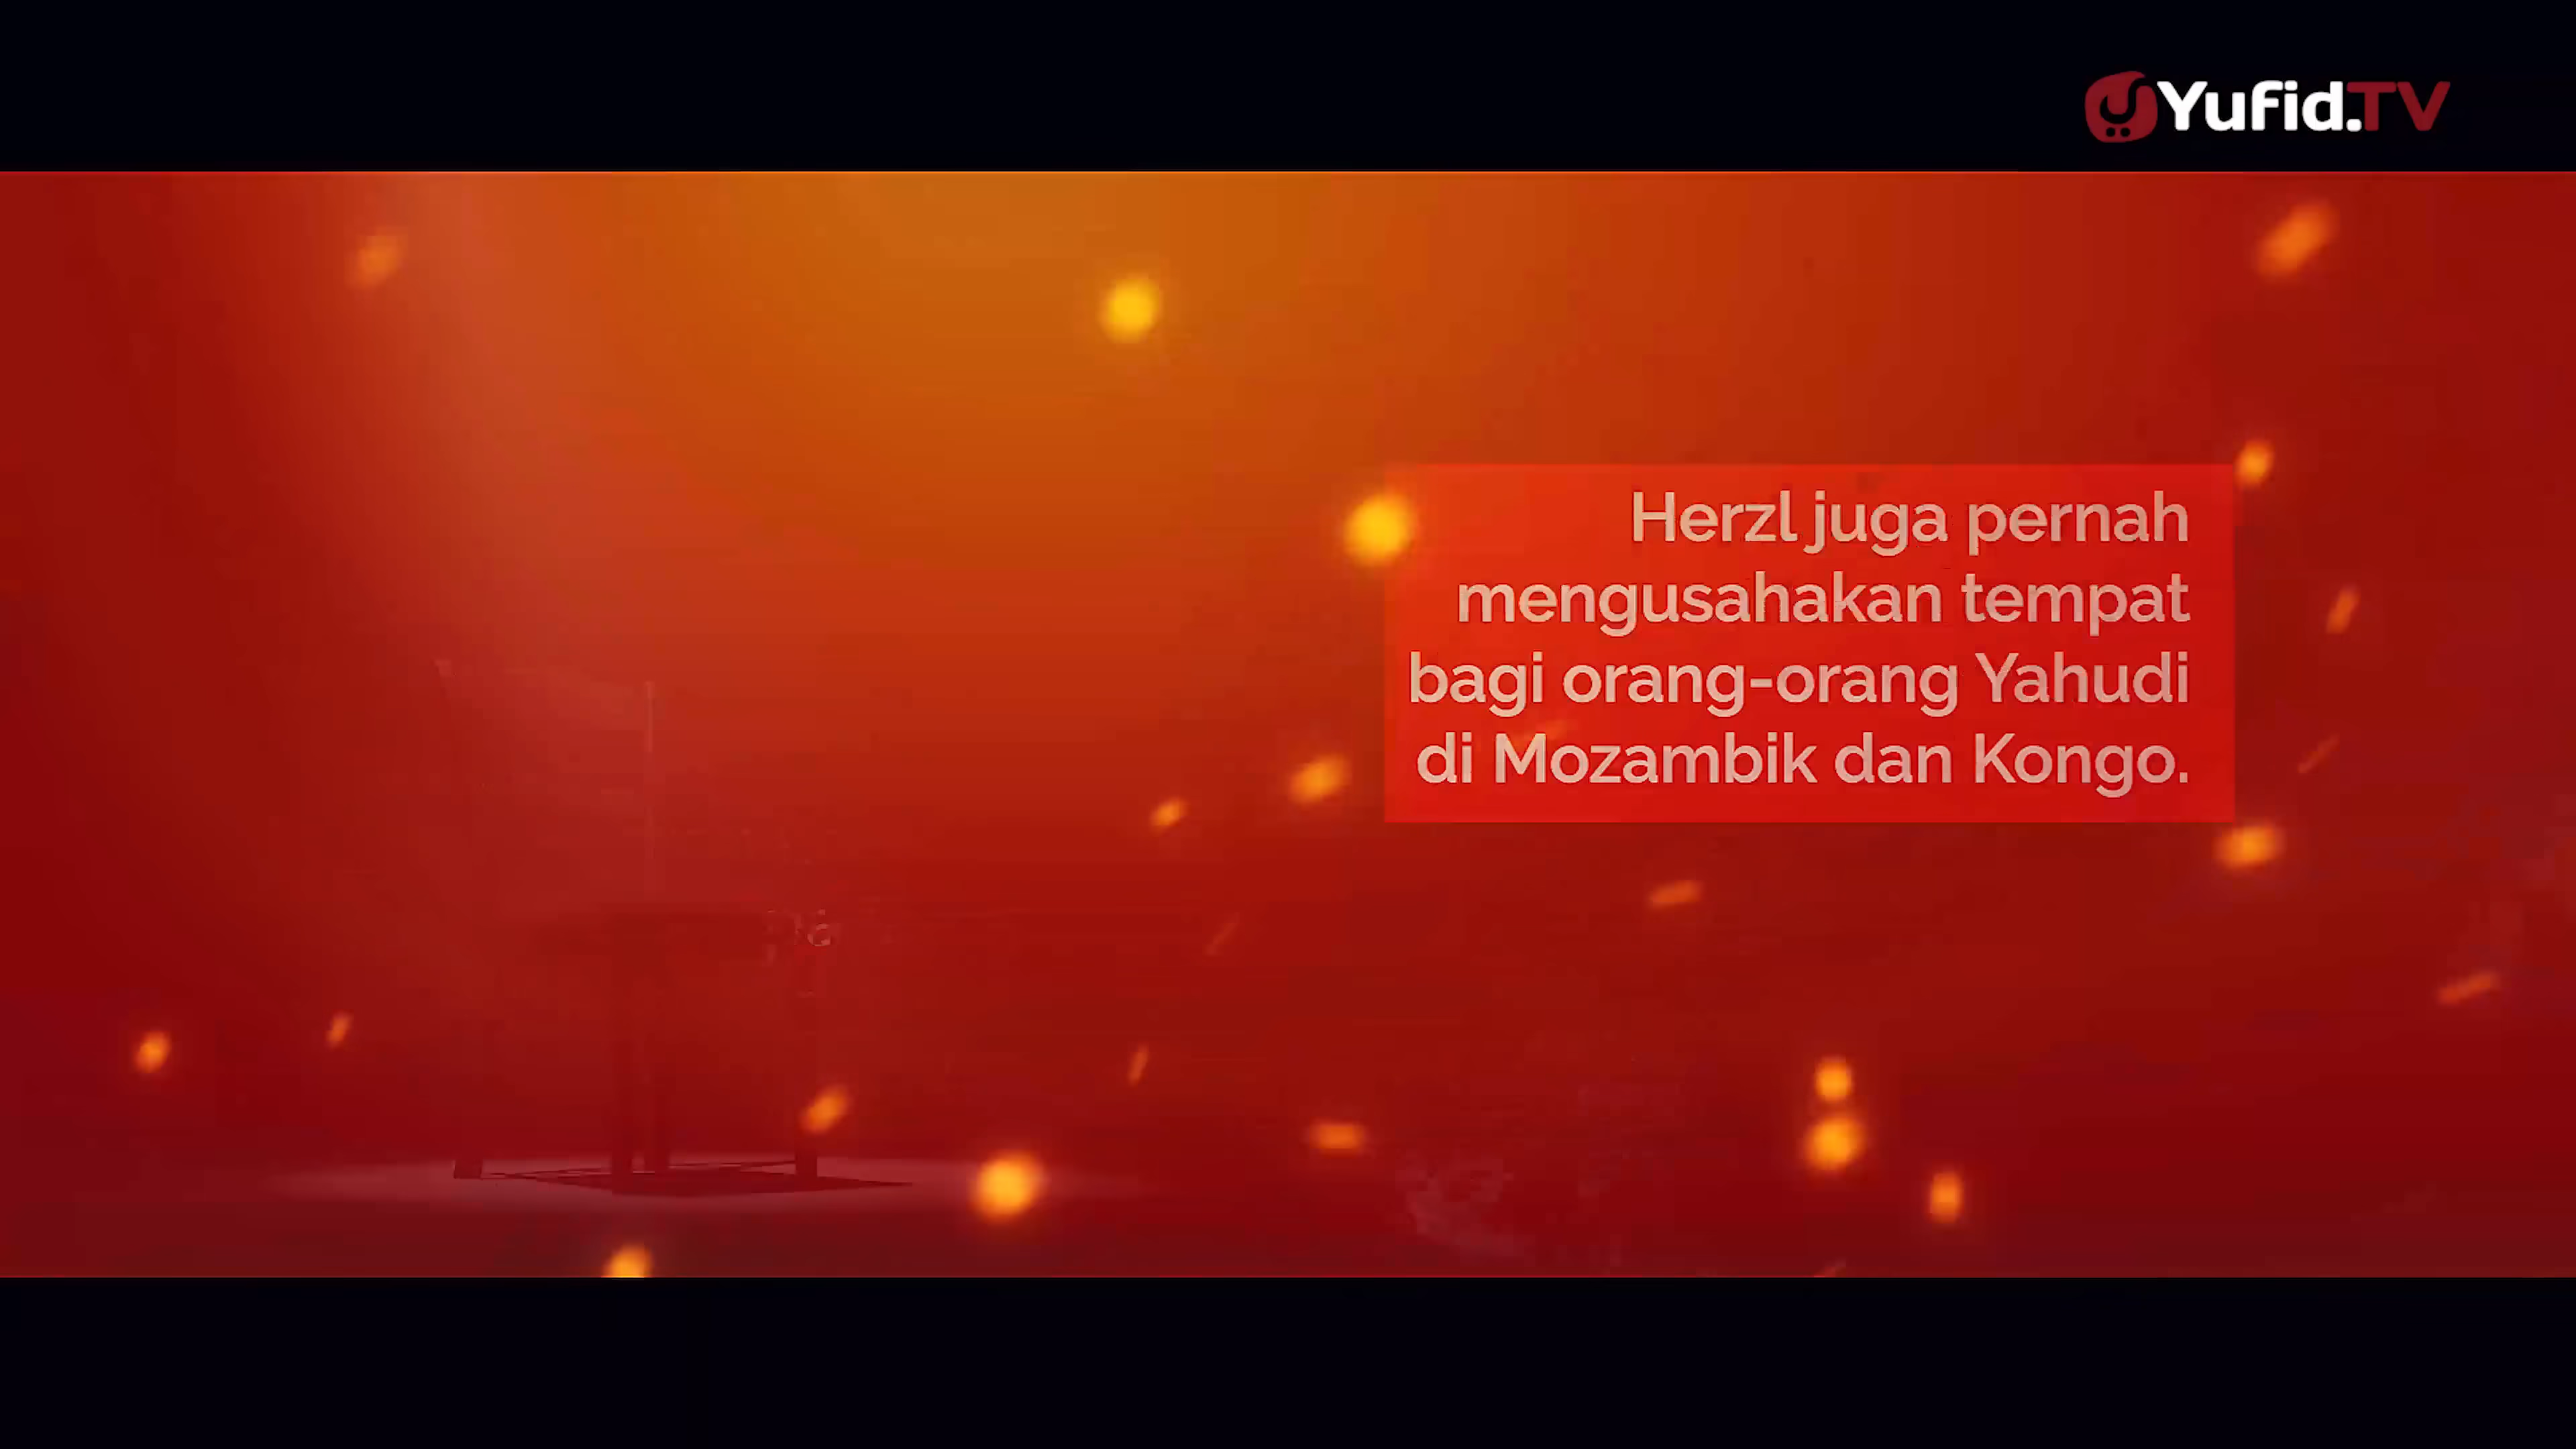 Yufid.TV
Herzl juga pernah
mengusahakan tempat
bagi orang-orang Yahudi
di Mozambik dan Kongo.